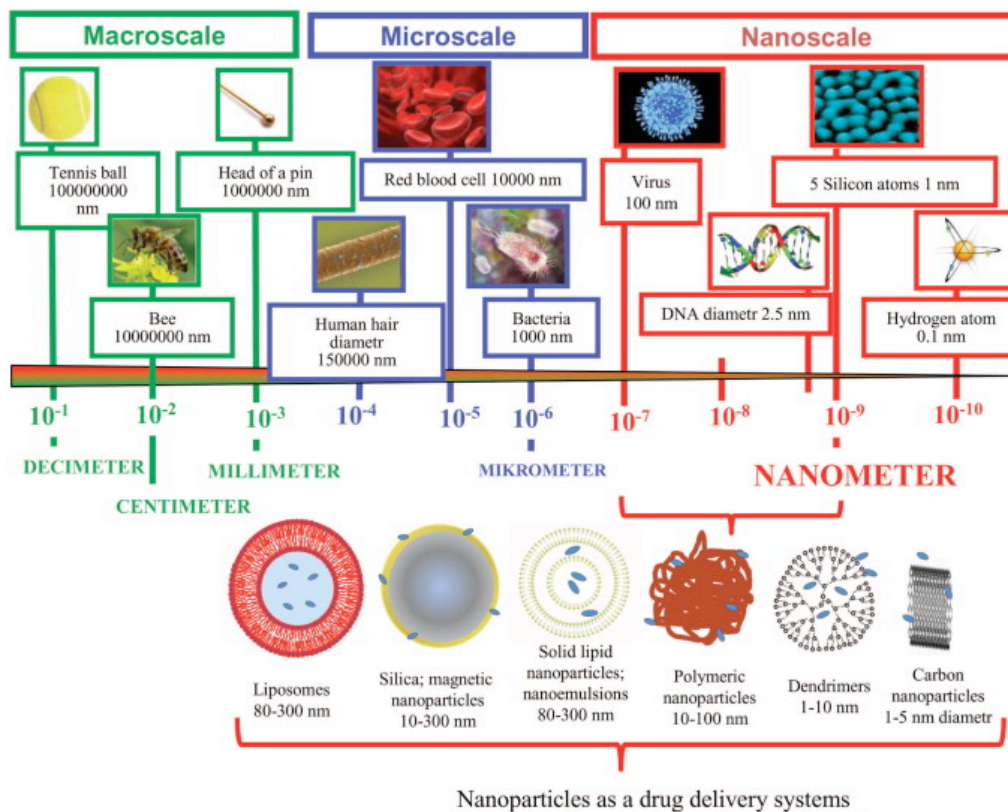 Macroscale
Microscale
Nanoscale
Tennis ball
100000000
nm
Head of a pin
1000000 nm
Red blood cell 10000 nm
Virus
100 nm
5 Silicon atoms 1 nm
Bee
10000000 nm
Human hair
diametr
150000 nm
Bacteria
1000 nm
DNA diametr 2.5 nm
Hydrogen atom
0.1 nm
10⁻¹
10⁻²
10⁻³
10⁻⁴
10⁻⁵
10⁻⁶
10⁻⁷
10⁻⁸
10⁻⁹
10⁻¹⁰
DECIMETER
CENTIMETER
MILLIMETER
MIKROMETER
NANOMETER
Liposomes
80-300 nm
Silica; magnetic
nanoparticles
10-300 nm
Solid lipid
nanoparticles;
nanoemulsions
80-300 nm
Polymeric
nanoparticles
10-100 nm
Dendrimers
1-10 nm
Carbon
nanoparticles
1-5 nm diametr
Nanoparticles as a drug delivery systems